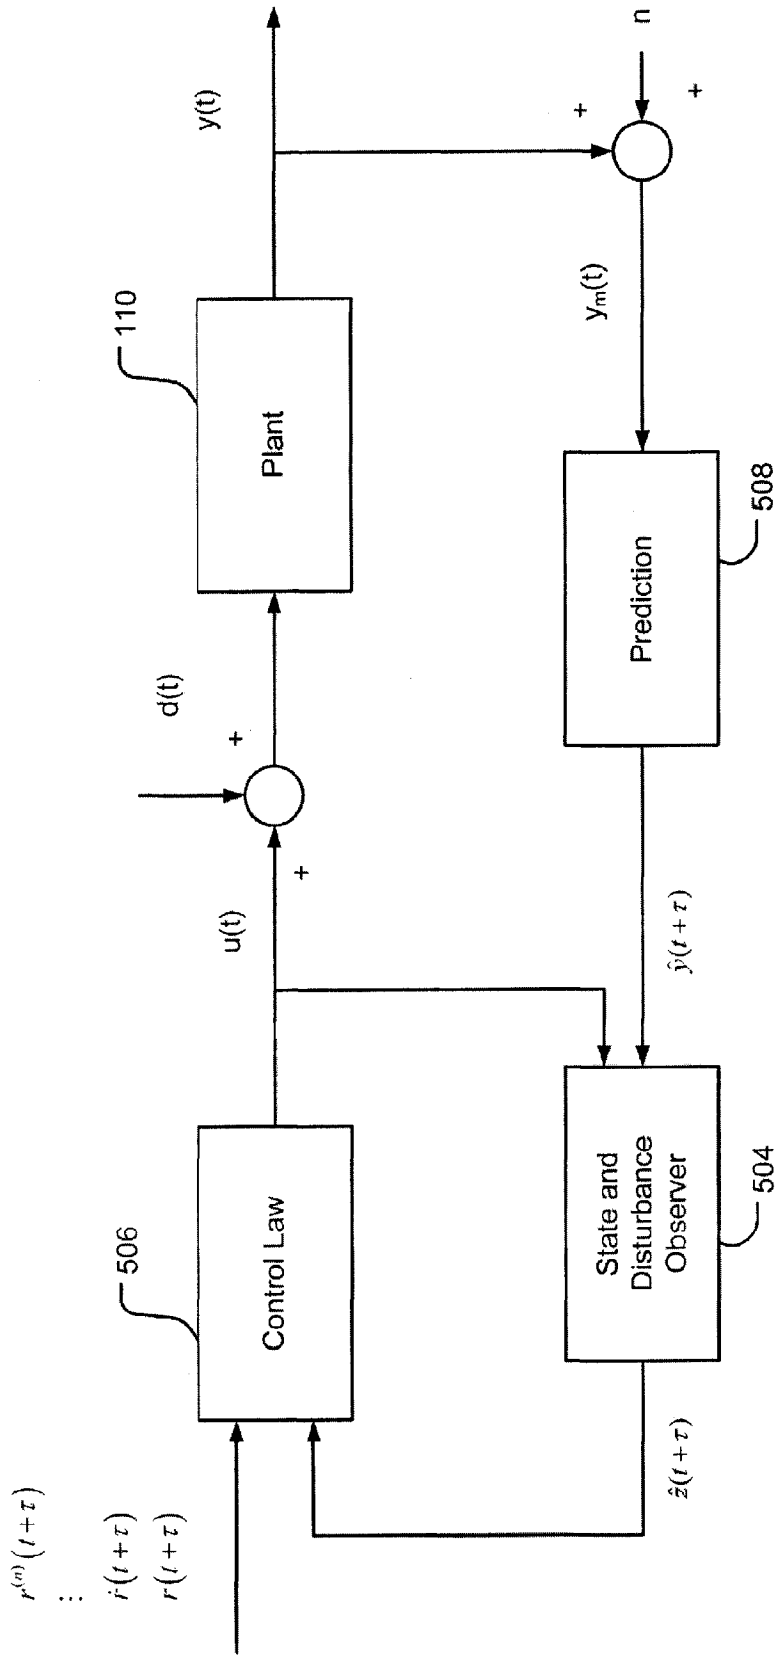 r⁽ⁿ⁾(t+τ)
⋮
ṙ(t+τ)
r(t+τ)
506
Control Law
u(t)
+
+
d(t)
110
Plant
y(t)
+
n
+
yₘ(t)
Prediction
508
ŷ(t + τ)
State and
Disturbance
Observer
504
ẑ(t + τ)